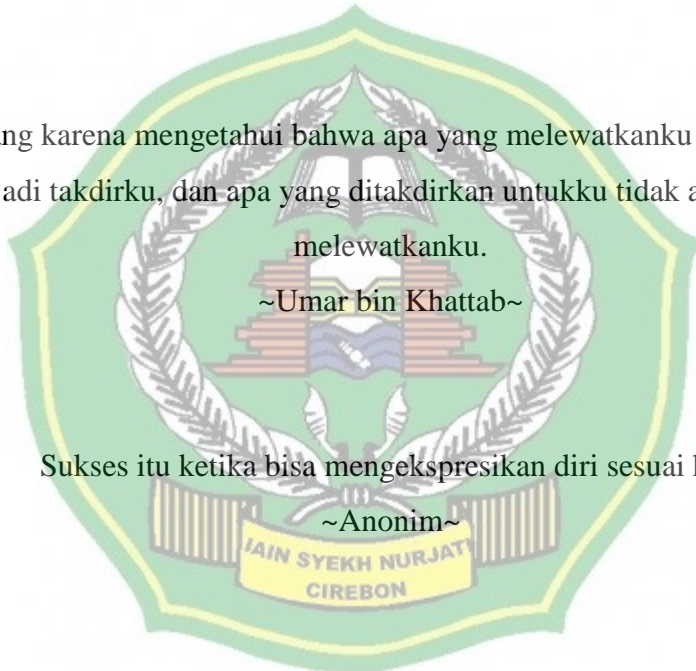 ng karena mengetahui bahwa apa yang melewatkanku
adi takdirku, dan apa yang ditakdirkan untukku tidak a
melewatkanku.
~Umar bin Khattab~
Sukses itu ketika bisa mengekspresikan diri sesuai
~Anonim~
IAIN SYEKH NURJATI
CIREBON